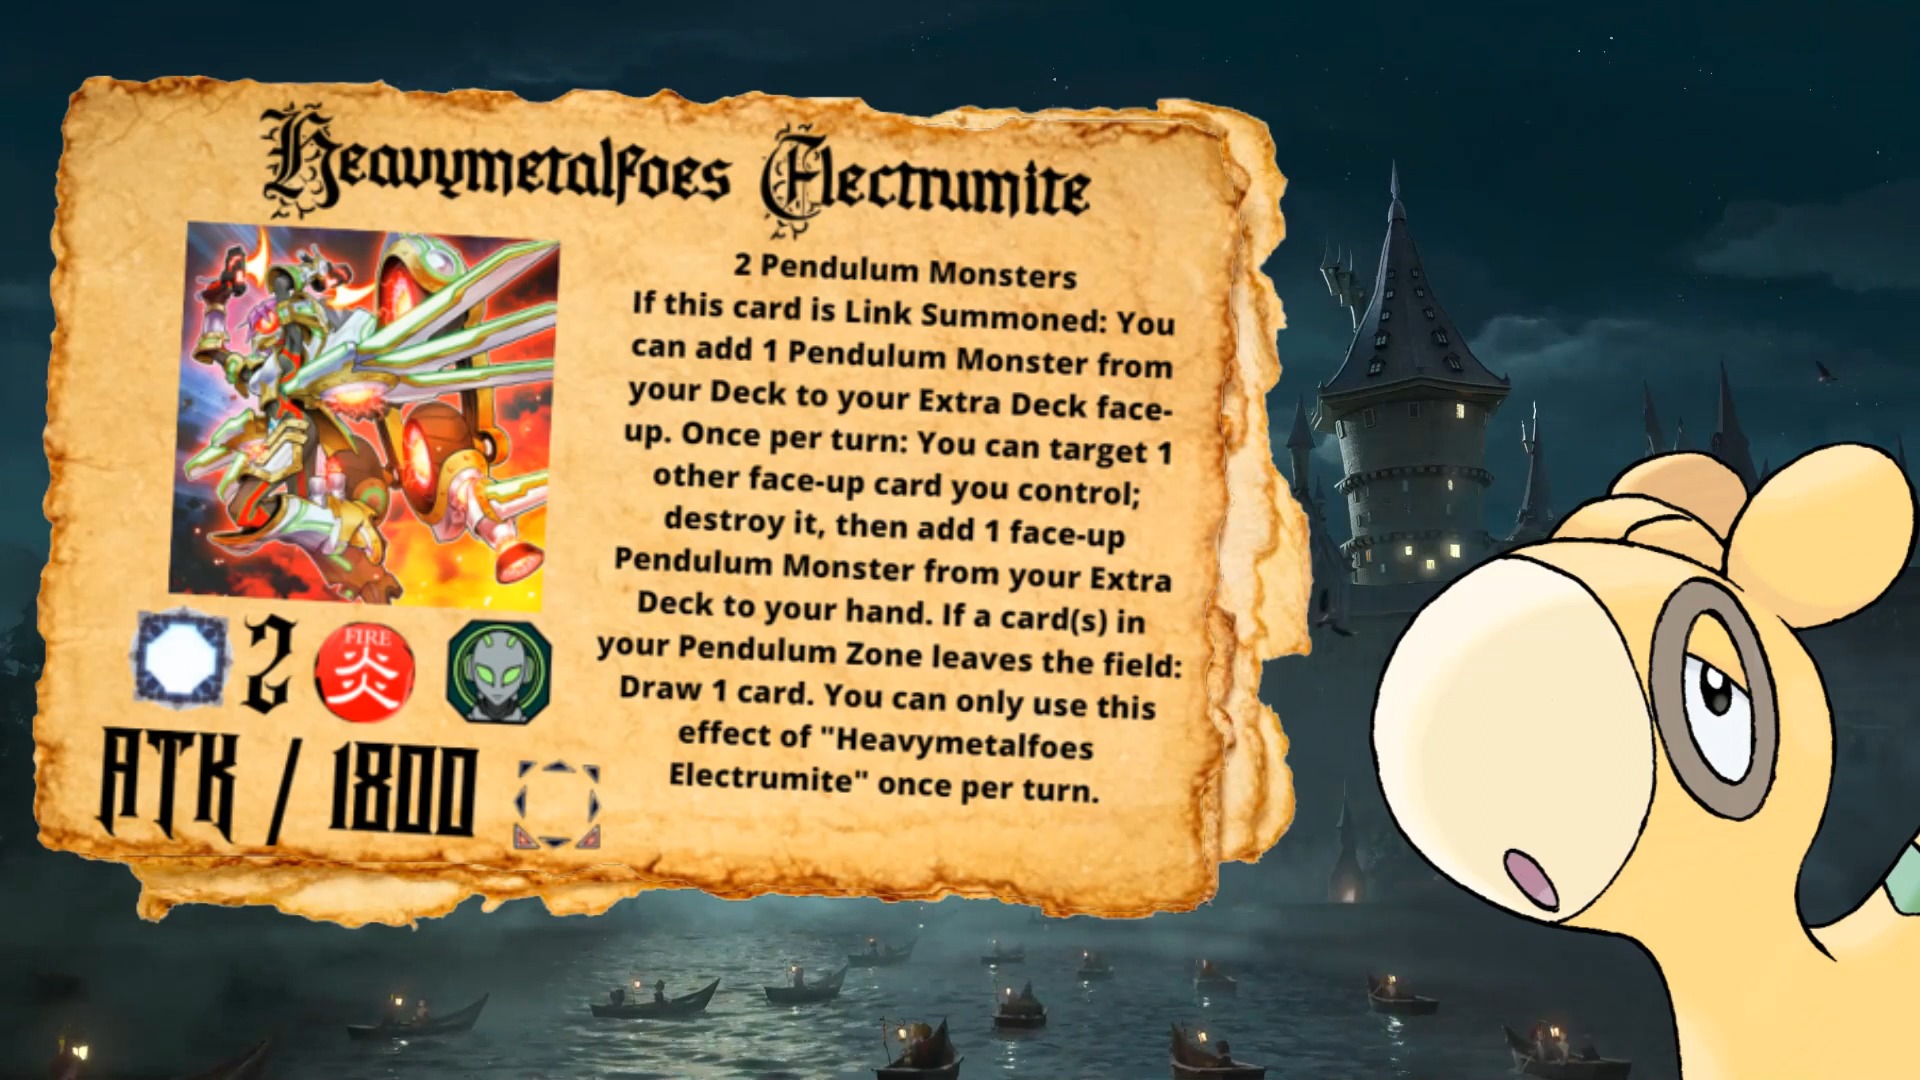 Heavymetalfoes Electrumite
2 Pendulum Monsters
If this card is Link Summoned: You
can add 1 Pendulum Monster from
your Deck to your Extra Deck face-
up. Once per turn: You can target 1
other face-up card you control;
destroy it, then add 1 face-up
Pendulum Monster from your Extra
Deck to your hand. If a card(s) in
your Pendulum Zone leaves the field:
Draw 1 card. You can only use this
effect of "Heavymetalfoes
Electrumite" once per turn.
2
FIRE
炎
ATK / 1800